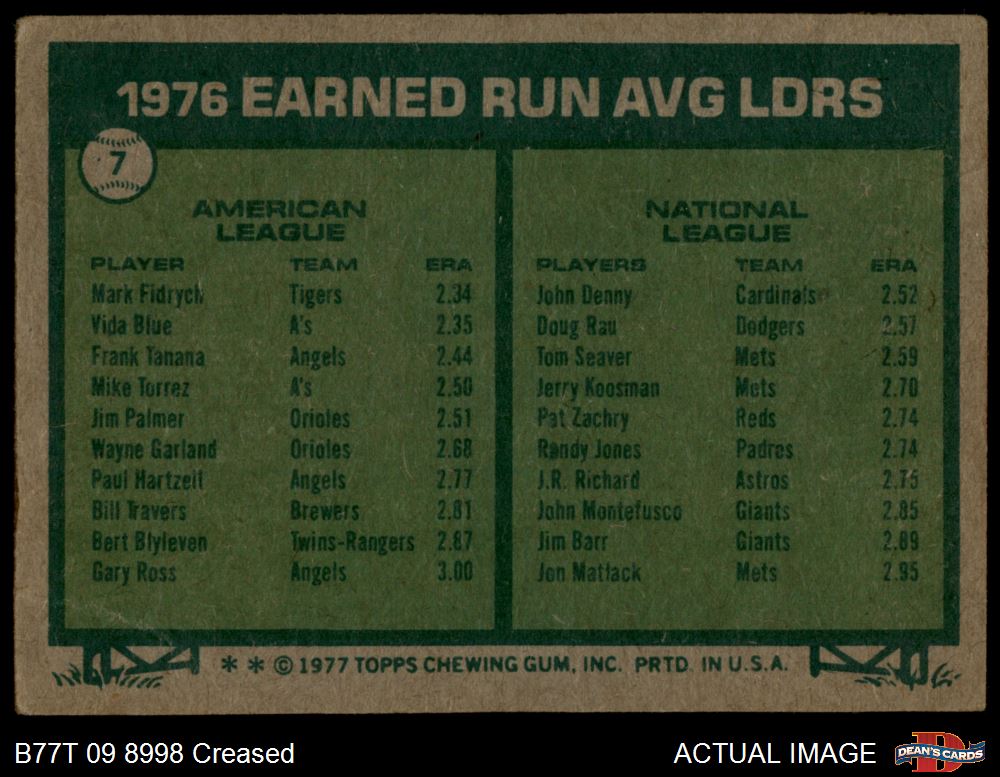 1976 EARNED RUN AVG LDRS
7
AMERICAN
LEAGUE
PLAYER TEAM ERA
Mark Fidrych Tigers 2.34
Vida Blue A's 2.35
Frank Tanana Angels 2.44
Mike Torrez A's 2.50
Jim Palmer Orioles 2.51
Wayne Garland Orioles 2.68
Paul Hartzell Angels 2.77
Bill Travers Brewers 2.81
Bert Blyleven Twins-Rangers 2.87
Gary Ross Angels 3.00
NATIONAL
LEAGUE
PLAYERS TEAM ERA
John Denny Cardinals 2.52
Doug Rau Dodgers 2.57
Tom Seaver Mets 2.59
Jerry Koosman Mets 2.70
Pat Zachry Reds 2.74
Randy Jones Padres 2.74
J.R. Richard Astros 2.75
John Montefusco Giants 2.85
Jim Barr Giants 2.89
Jon Matlack Mets 2.95
* * © 1977 TOPPS CHEWING GUM, INC. PRTD. IN U.S.A.
B77T 09 8998 Creased
ACTUAL IMAGE
DEAN'S CARDS